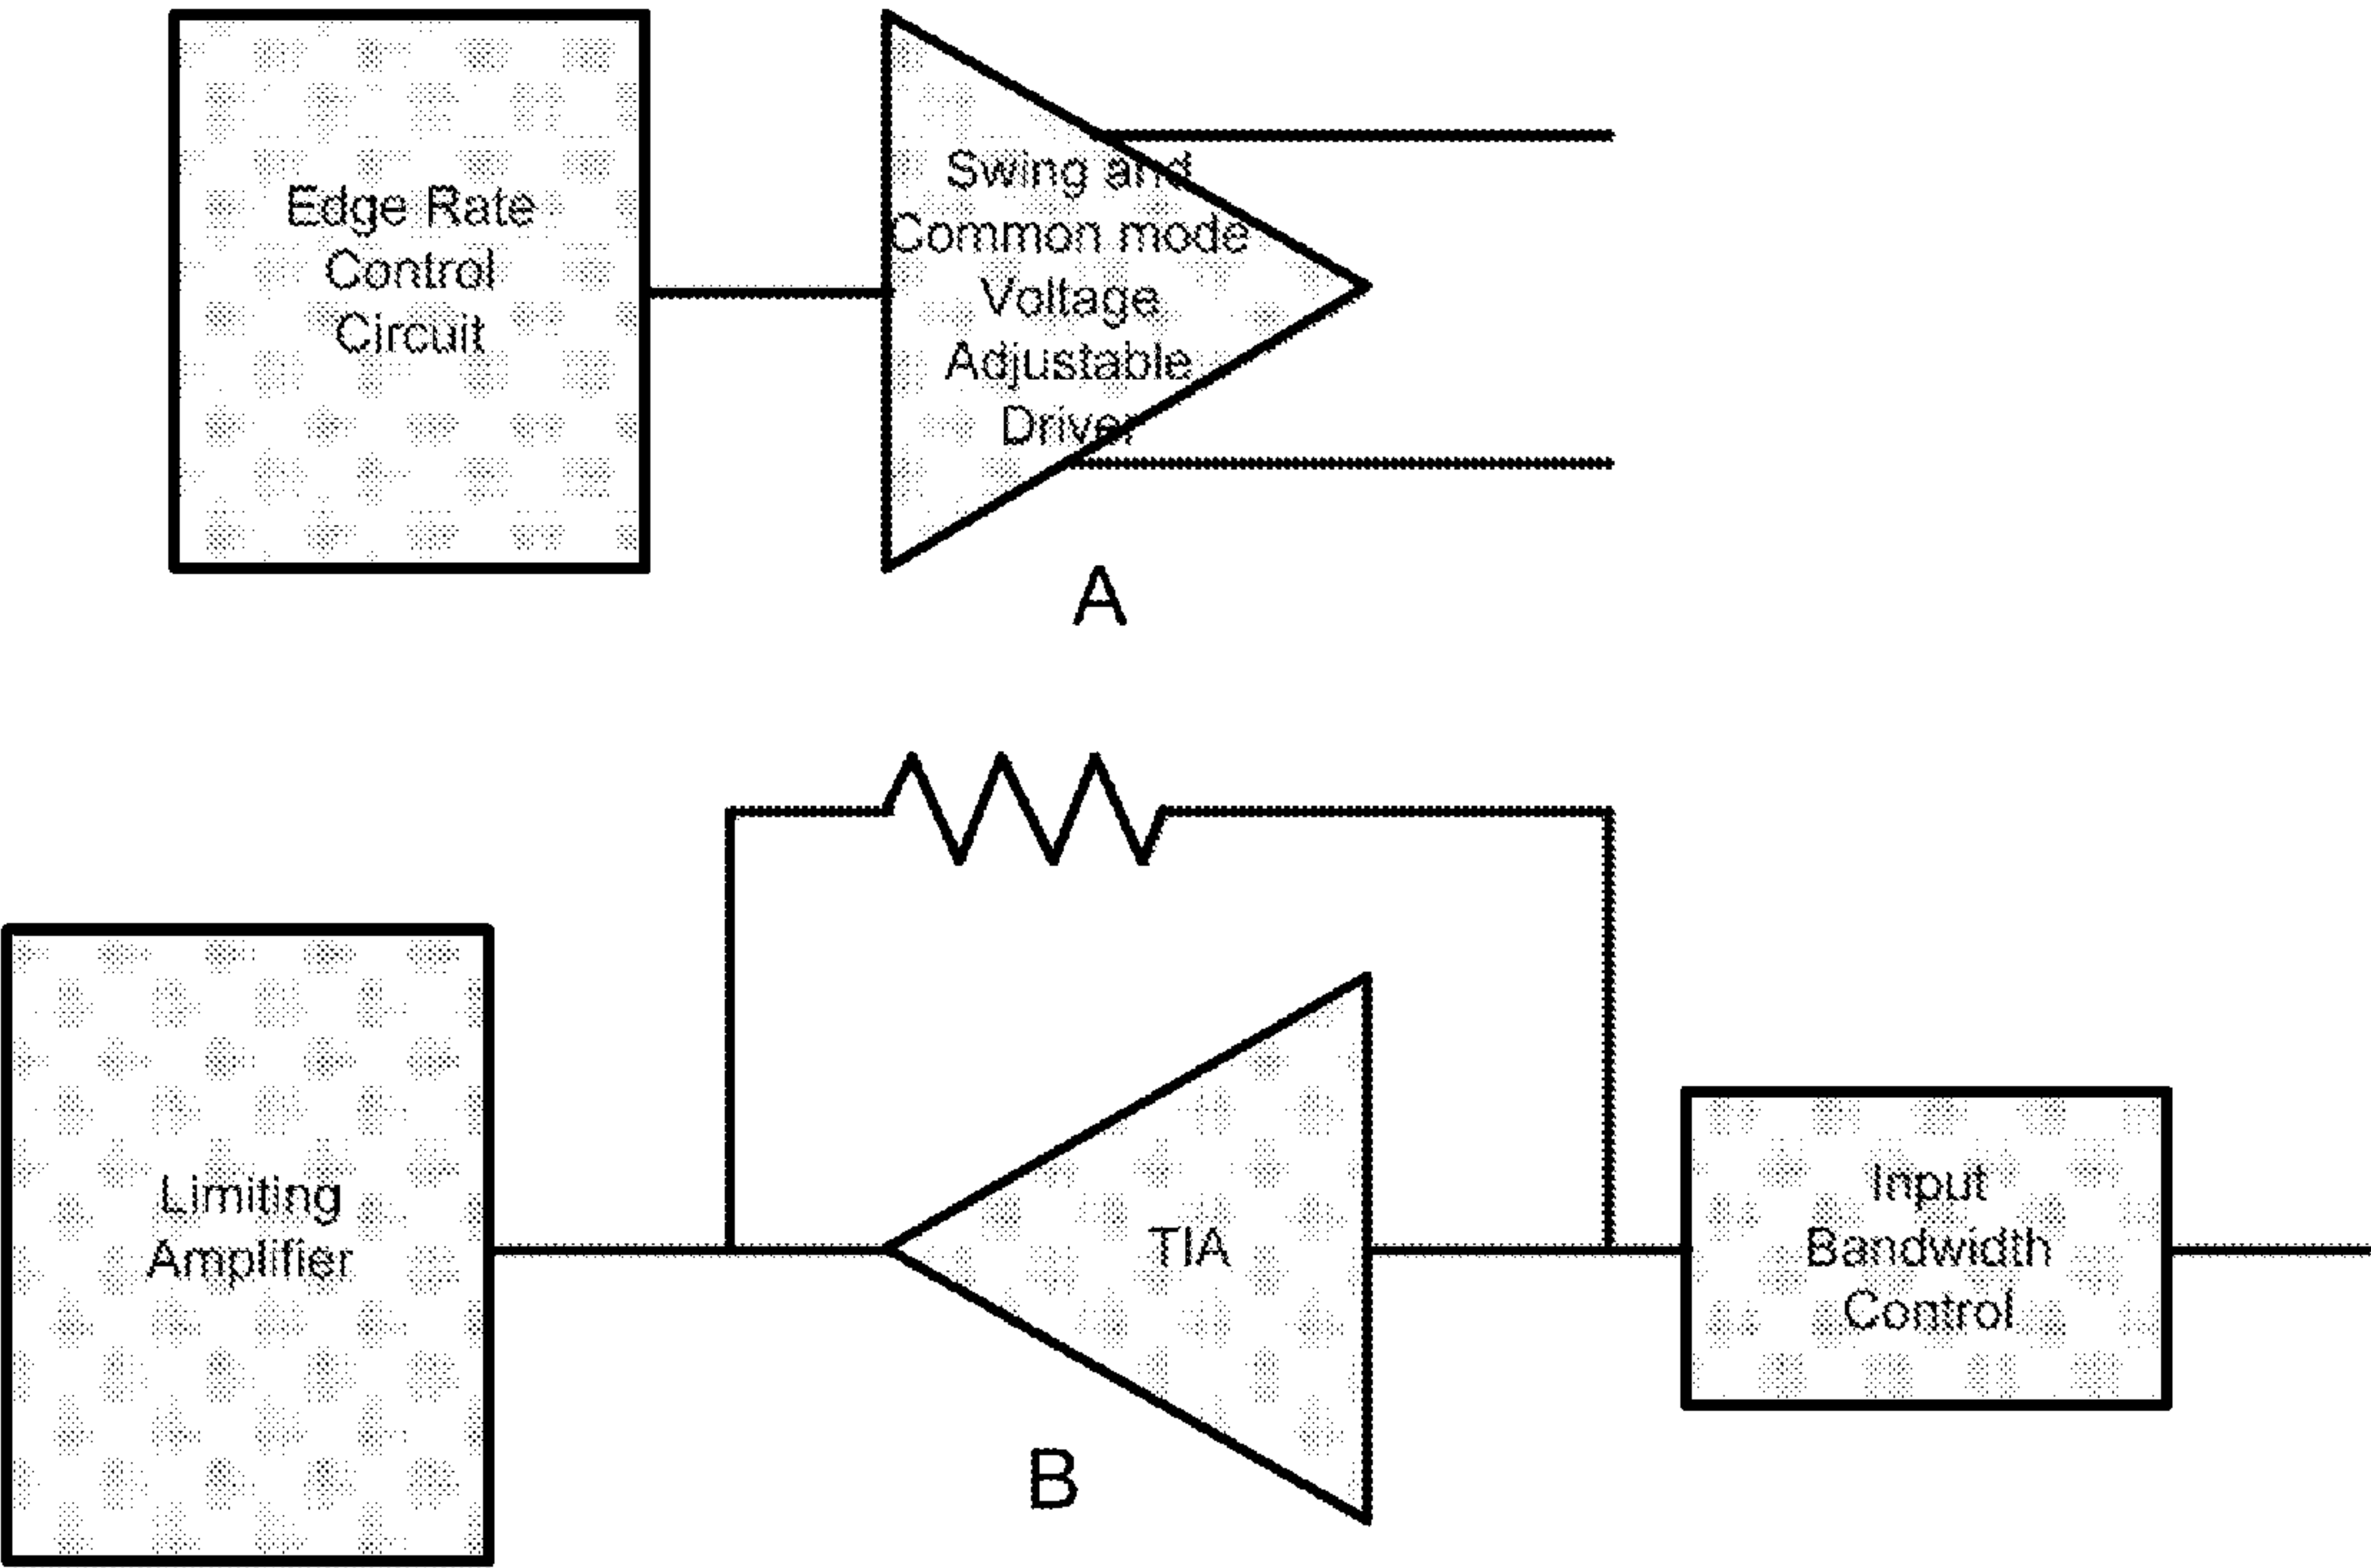 Edge Rate
Control
Circuit
Swing and
Common mode
Voltage
Adjustable
Driver
A
Limiting
Amplifier
TIA
Input
Bandwidth
Control
B